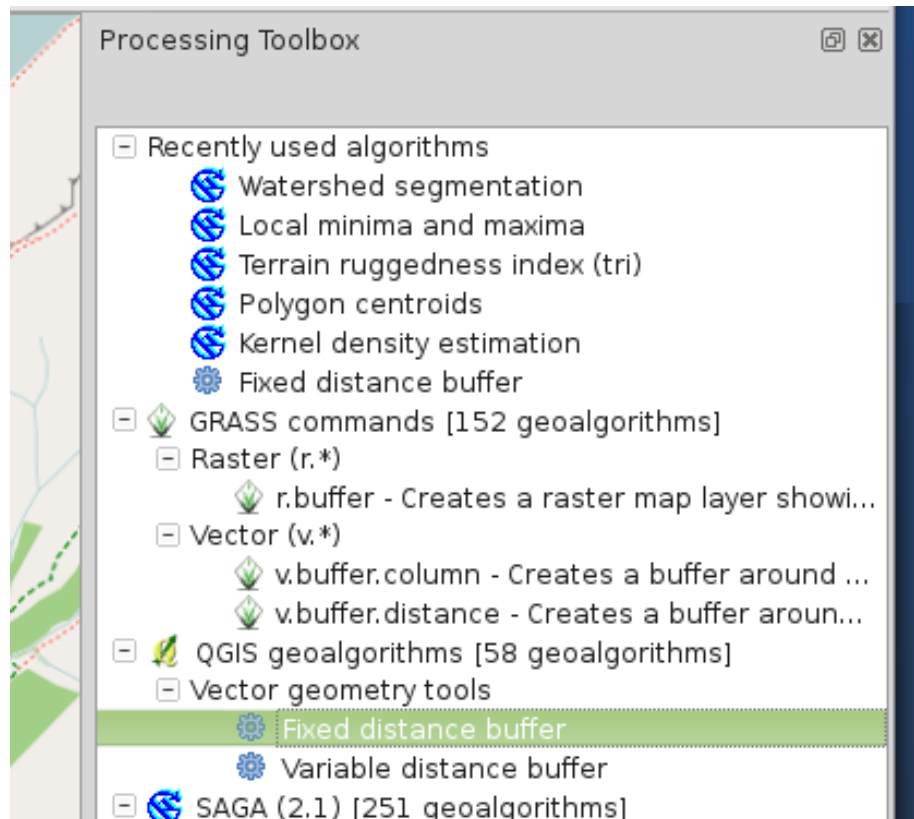 Processing Toolbox
Recently used algorithms
Watershed segmentation
Local minima and maxima
Terrain ruggedness index (tri)
Polygon centroids
Kernel density estimation
Fixed distance buffer
GRASS commands [152 geoalgorithms]
Raster (r.*)
r.buffer - Creates a raster map layer showi...
Vector (v.*)
v.buffer.column - Creates a buffer around ...
v.buffer.distance - Creates a buffer aroun...
QGIS geoalgorithms [58 geoalgorithms]
Vector geometry tools
Fixed distance buffer
Variable distance buffer
SAGA (2.1) [251 geoalgorithms]